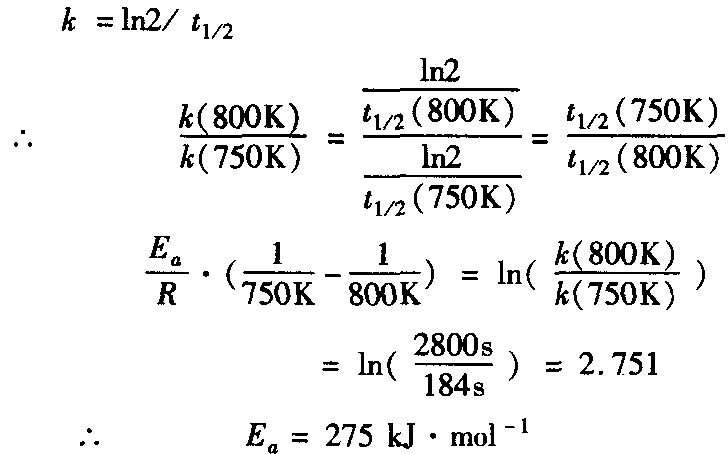 k = ln2/ t1/2
∴ k(800K)/k(750K) = (ln2/t1/2(800K))/(ln2/t1/2(750K)) = t1/2(750K)/t1/2(800K)
Ea/R · (1/750K - 1/800K) = ln( k(800K)/k(750K) )
= ln( 2800s/184s ) = 2.751
∴ Ea = 275 kJ · mol⁻¹